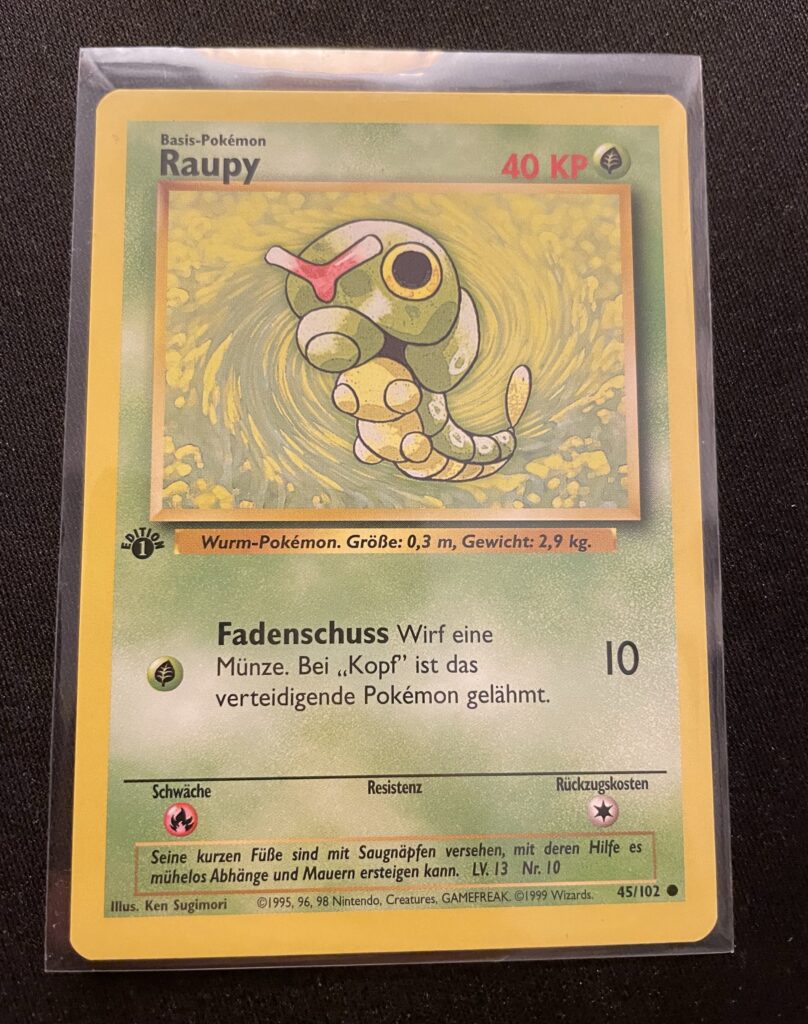 Basis-Pokémon
Raupy
40 KP
EDITION
1
Wurm-Pokémon. Größe: 0,3 m, Gewicht: 2,9 kg.
Fadenschuss Wirf eine
Münze. Bei „Kopf” ist das
verteidigende Pokémon gelähmt.
10
Schwäche
Resistenz
Rückzugskosten
Seine kurzen Füße sind mit Saugnäpfen versehen, mit deren Hilfe es
mühelos Abhänge und Mauern ersteigen kann. LV. 13 Nr. 10
Illus. Ken Sugimori
©1995, 96, 98 Nintendo, Creatures, GAMEFREAK. ©1999 Wizards.
45/102